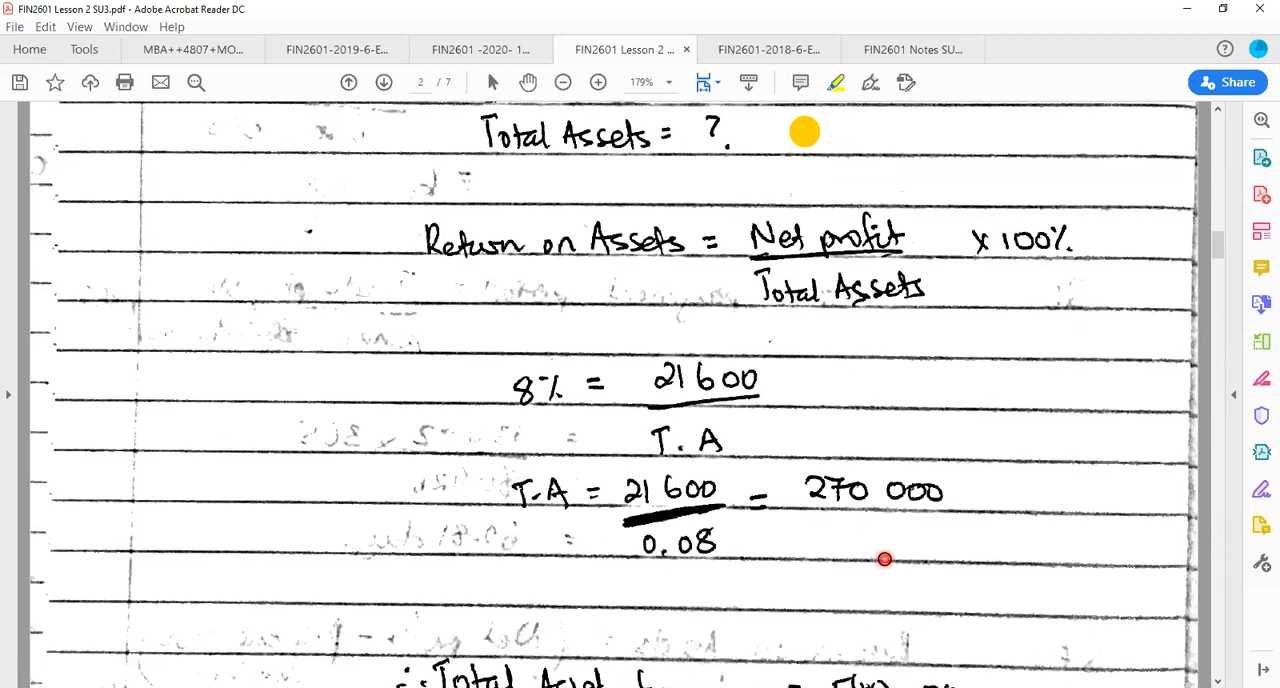 FIN2601 Lesson 2 SU3.pdf - Adobe Acrobat Reader DC
File Edit View Window Help
Home Tools MBA++4807+MO... FIN2601-2019-6-E... FIN2601 -2020- 1... FIN2601 Lesson 2 ... × FIN2601-2018-6-E... FIN2601 Notes SU...
2 / 7 179% Share
Total Assets = ?
Return on Assets = Net profit × 100%
Total Assets
8% = 21 600
T.A
T.A = 21 600 = 270 000
0.08
∴ Total Asset =